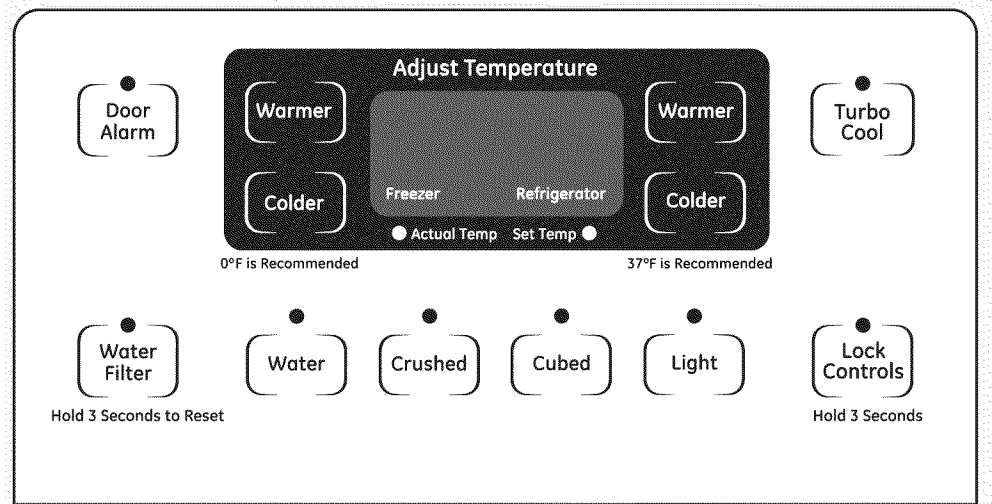 Adjust Temperature
Door
Alarm
Warmer
Warmer
Turbo
Cool
Freezer
Refrigerator
Colder
Colder
Actual Temp
Set Temp
0°F is Recommended
37°F is Recommended
Water
Filter
Water
Crushed
Cubed
Light
Lock
Controls
Hold 3 Seconds to Reset
Hold 3 Seconds